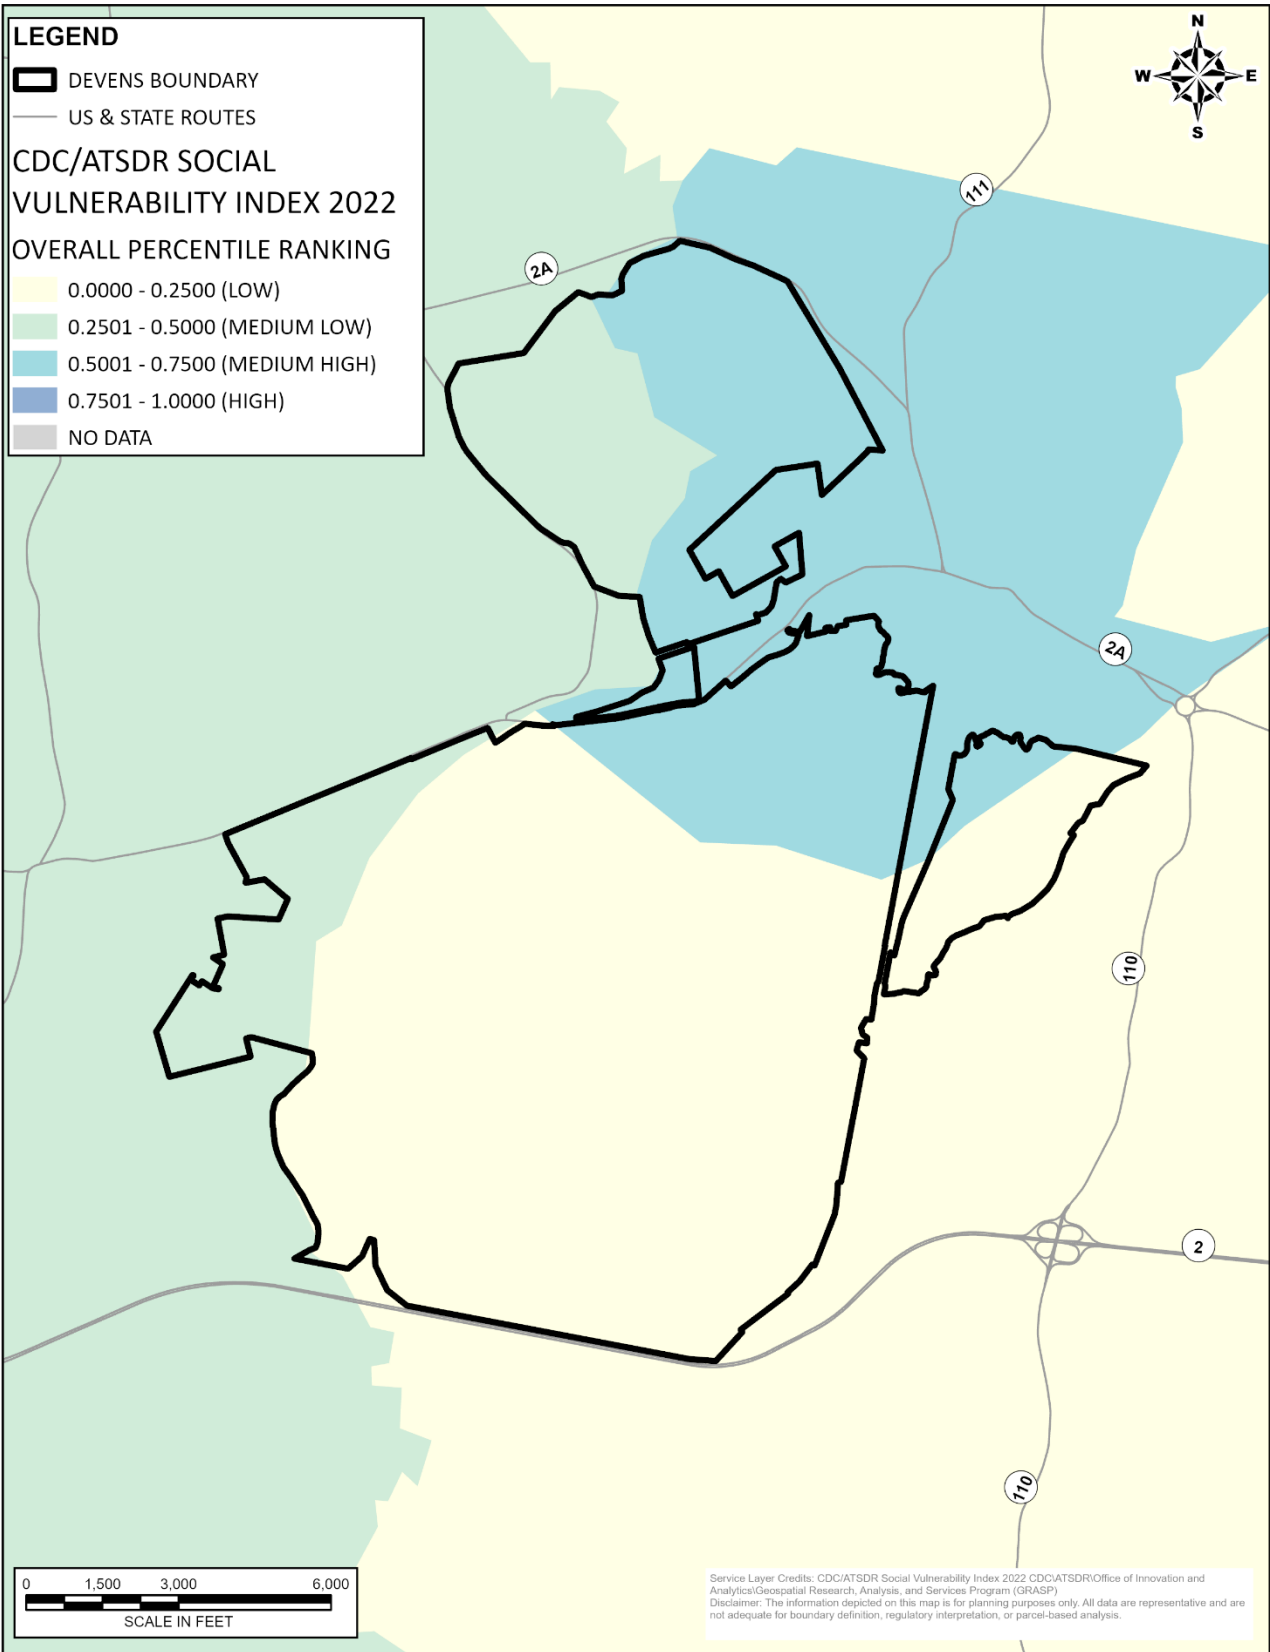 LEGEND
DEVENS BOUNDARY
US & STATE ROUTES
CDC/ATSDR SOCIAL
VULNERABILITY INDEX 2022
OVERALL PERCENTILE RANKING
0.0000 - 0.2500 (LOW)
0.2501 - 0.5000 (MEDIUM LOW)
0.5001 - 0.7500 (MEDIUM HIGH)
0.7501 - 1.0000 (HIGH)
NO DATA
N
W E
S
111
2A
2A
110
2
110
0 1,500 3,000 6,000
SCALE IN FEET
Service Layer Credits: CDC/ATSDR Social Vulnerability Index 2022 CDC\ATSDR\Office of Innovation and
Analytics\Geospatial Research, Analysis, and Services Program (GRASP)
Disclaimer: The information depicted on this map is for planning purposes only. All data are representative and are
not adequate for boundary definition, regulatory interpretation, or parcel-based analysis.